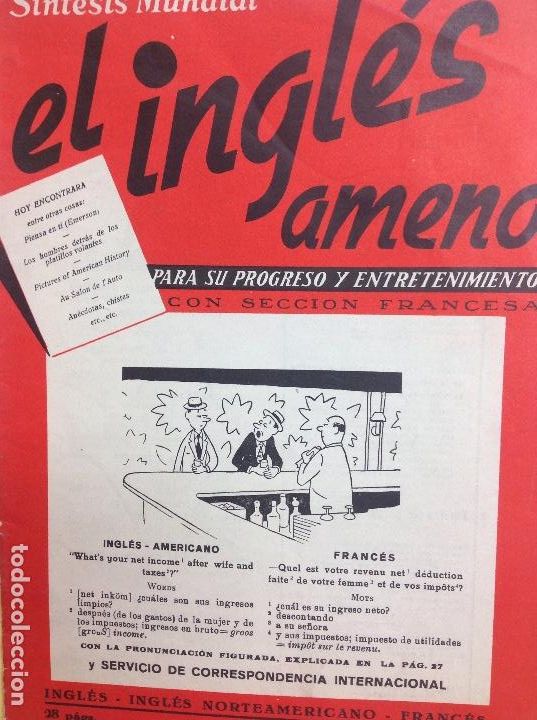 Síntesis Mundial
el inglés
ameno
HOY ENCONTRARA
entre otras cosas:
Piensa en ti (Emerson)
Los hombres detrás de los
platillos volantes
Pictures of American History
Au Salon de l'Auto
Anécdotas, chistes
etc., etc.
PARA SU PROGRESO Y ENTRETENIMIENTO
CON SECCION FRANCESA
INGLÉS - AMERICANO
"What's your net income¹ after wife and
taxes²?"
WORDS
¹ [net inköm] ¿cuáles son sus ingresos
limpios?
² después (de los gastos) de la mujer y de
los impuestos; ingresos en bruto=groos
[grouS] income.
FRANCÉS
—Quel est votre revenu net¹ déduction
faite² de votre femme³ et de vos impôts⁴?
MOTS
¹ ¿cuál es su ingreso neto?
² descontando
³ a su señora
⁴ y sus impuestos; impuesto de utilidades
= impôt sur le revenu.
CON LA PRONUNCIACIÓN FIGURADA, EXPLICADA EN LA PÁG. 27
y SERVICIO DE CORRESPONDENCIA INTERNACIONAL
INGLÉS - INGLÉS NORTEAMERICANO - FRANCÉS
28 págs.
todocoleccion